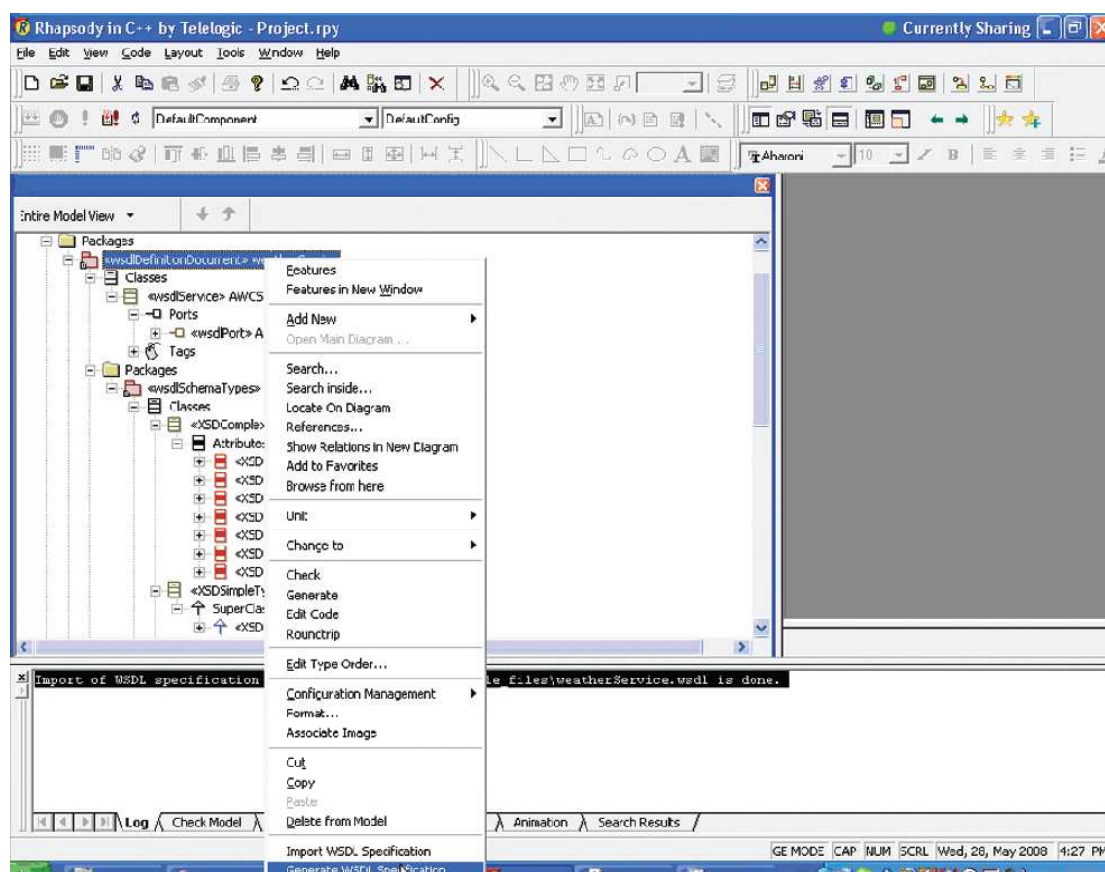 Rhapsody in C++ by Telelogic - Project.rpy
Currently Sharing
File Edit View Code Layout Tools Window Help
DefaultComponent
DefaultConfig
Aharoni
10
Entire Model View
Packages
«wsdlDefinitionDocument»
Classes
«wsdlService» AWCS
Ports
«wsdlPort» A
Tags
Packages
«wsdlSchemaTypes»
Classes
«XSDComplex
Attributes
«XSD
«XSD
«XSD
«XSD
«XSD
«XSD
«XSD
«XSDSimpleTy
SuperCla
«XSD
Features
Features in New Window
Add New
Open Main Diagram ...
Search...
Search inside...
Locate On Diagram
References...
Show Relations in New Diagram
Add to Favorites
Browse from here
Unit
Change to
Check
Generate
Edit Code
Roundtrip
Edit Type Order...
Configuration Management
Format...
Associate Image
Cut
Copy
Paste
Delete from Model
Import WSDL Specification
Generate WSDL Specification
Import of WSDL specification
le_files\weatherService.wsdl is done.
Log
Check Model
Animation
Search Results
GE MODE CAP NUM SCRL Wed, 28, May 2008 4:27 PM